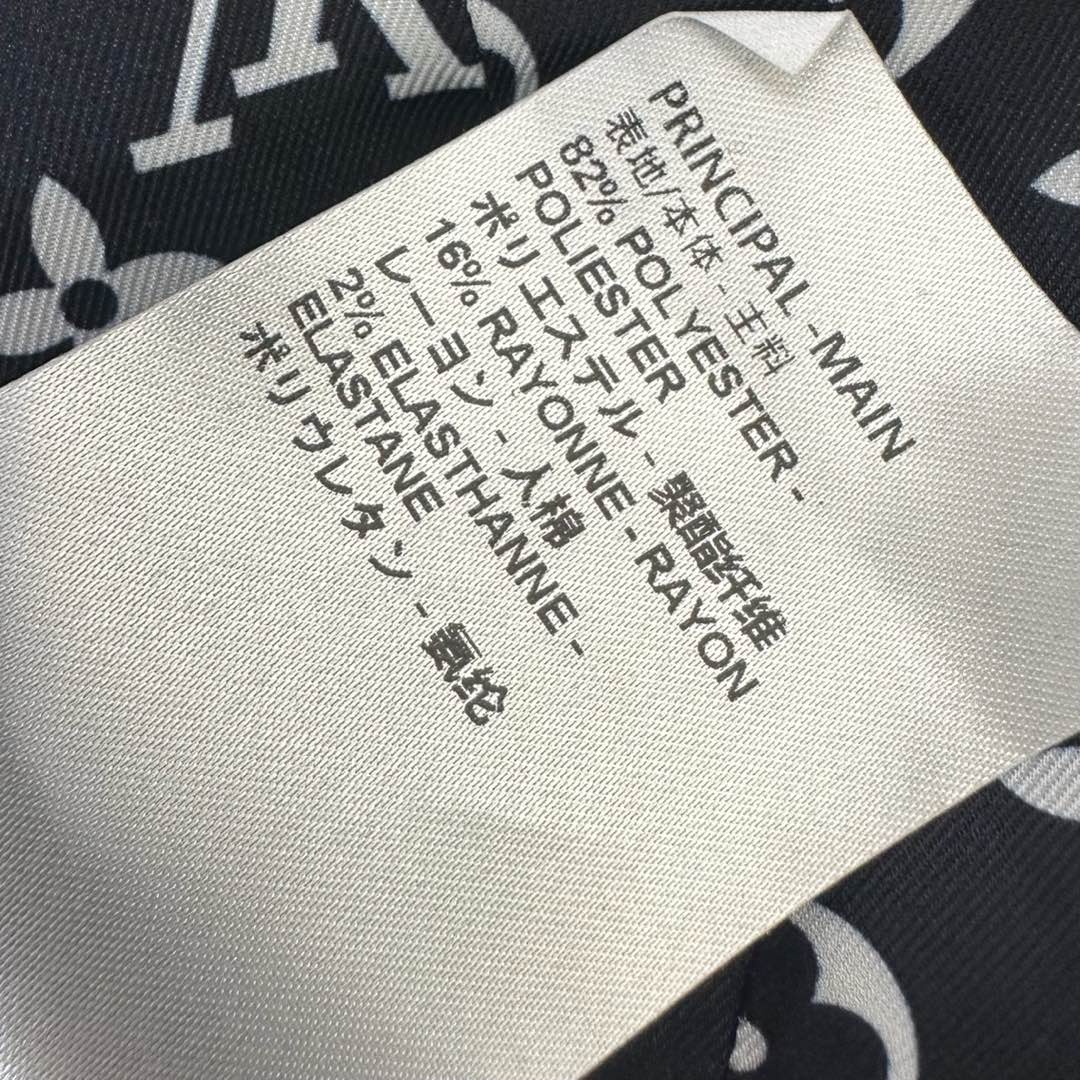 PRINCIPAL -MAIN
表地/本体 - 主料
82% POLYESTER -
POLIESTER
ポリエステル - 聚酯纤维
16% RAYONNE - RAYON
レーヨン - 人棉
2% ELASTHANNE -
ELASTANE
ポリウレタン - 氨纶